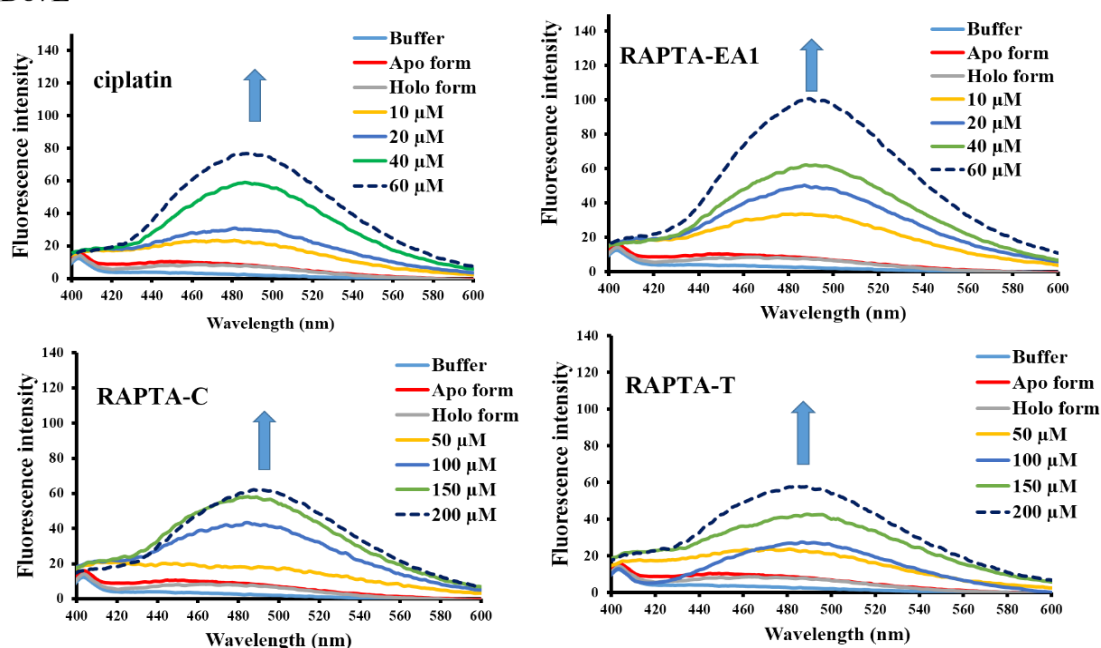 ciplatin
Fluorescence intensity
140
120
100
80
60
40
20
0
400 420 440 460 480 500 520 540 560 580 600
Wavelength (nm)
Buffer
Apo form
Holo form
10 µM
20 µM
40 µM
60 µM
RAPTA-EA1
Fluorescence intensity
140
120
100
80
60
40
20
0
400 420 440 460 480 500 520 540 560 580 600
Wavelength (nm)
Buffer
Apo form
Holo form
10 µM
20 µM
40 µM
60 µM
RAPTA-C
Fluorescence intensity
140
120
100
80
60
40
20
0
400 420 440 460 480 500 520 540 560 580 600
Wavelength (nm)
Buffer
Apo form
Holo form
50 µM
100 µM
150 µM
200 µM
RAPTA-T
Fluorescence intensity
140
120
100
80
60
40
20
0
400 420 440 460 480 500 520 540 560 580 600
Wavelength (nm)
Buffer
Apo form
Holo form
50 µM
100 µM
150 µM
200 µM